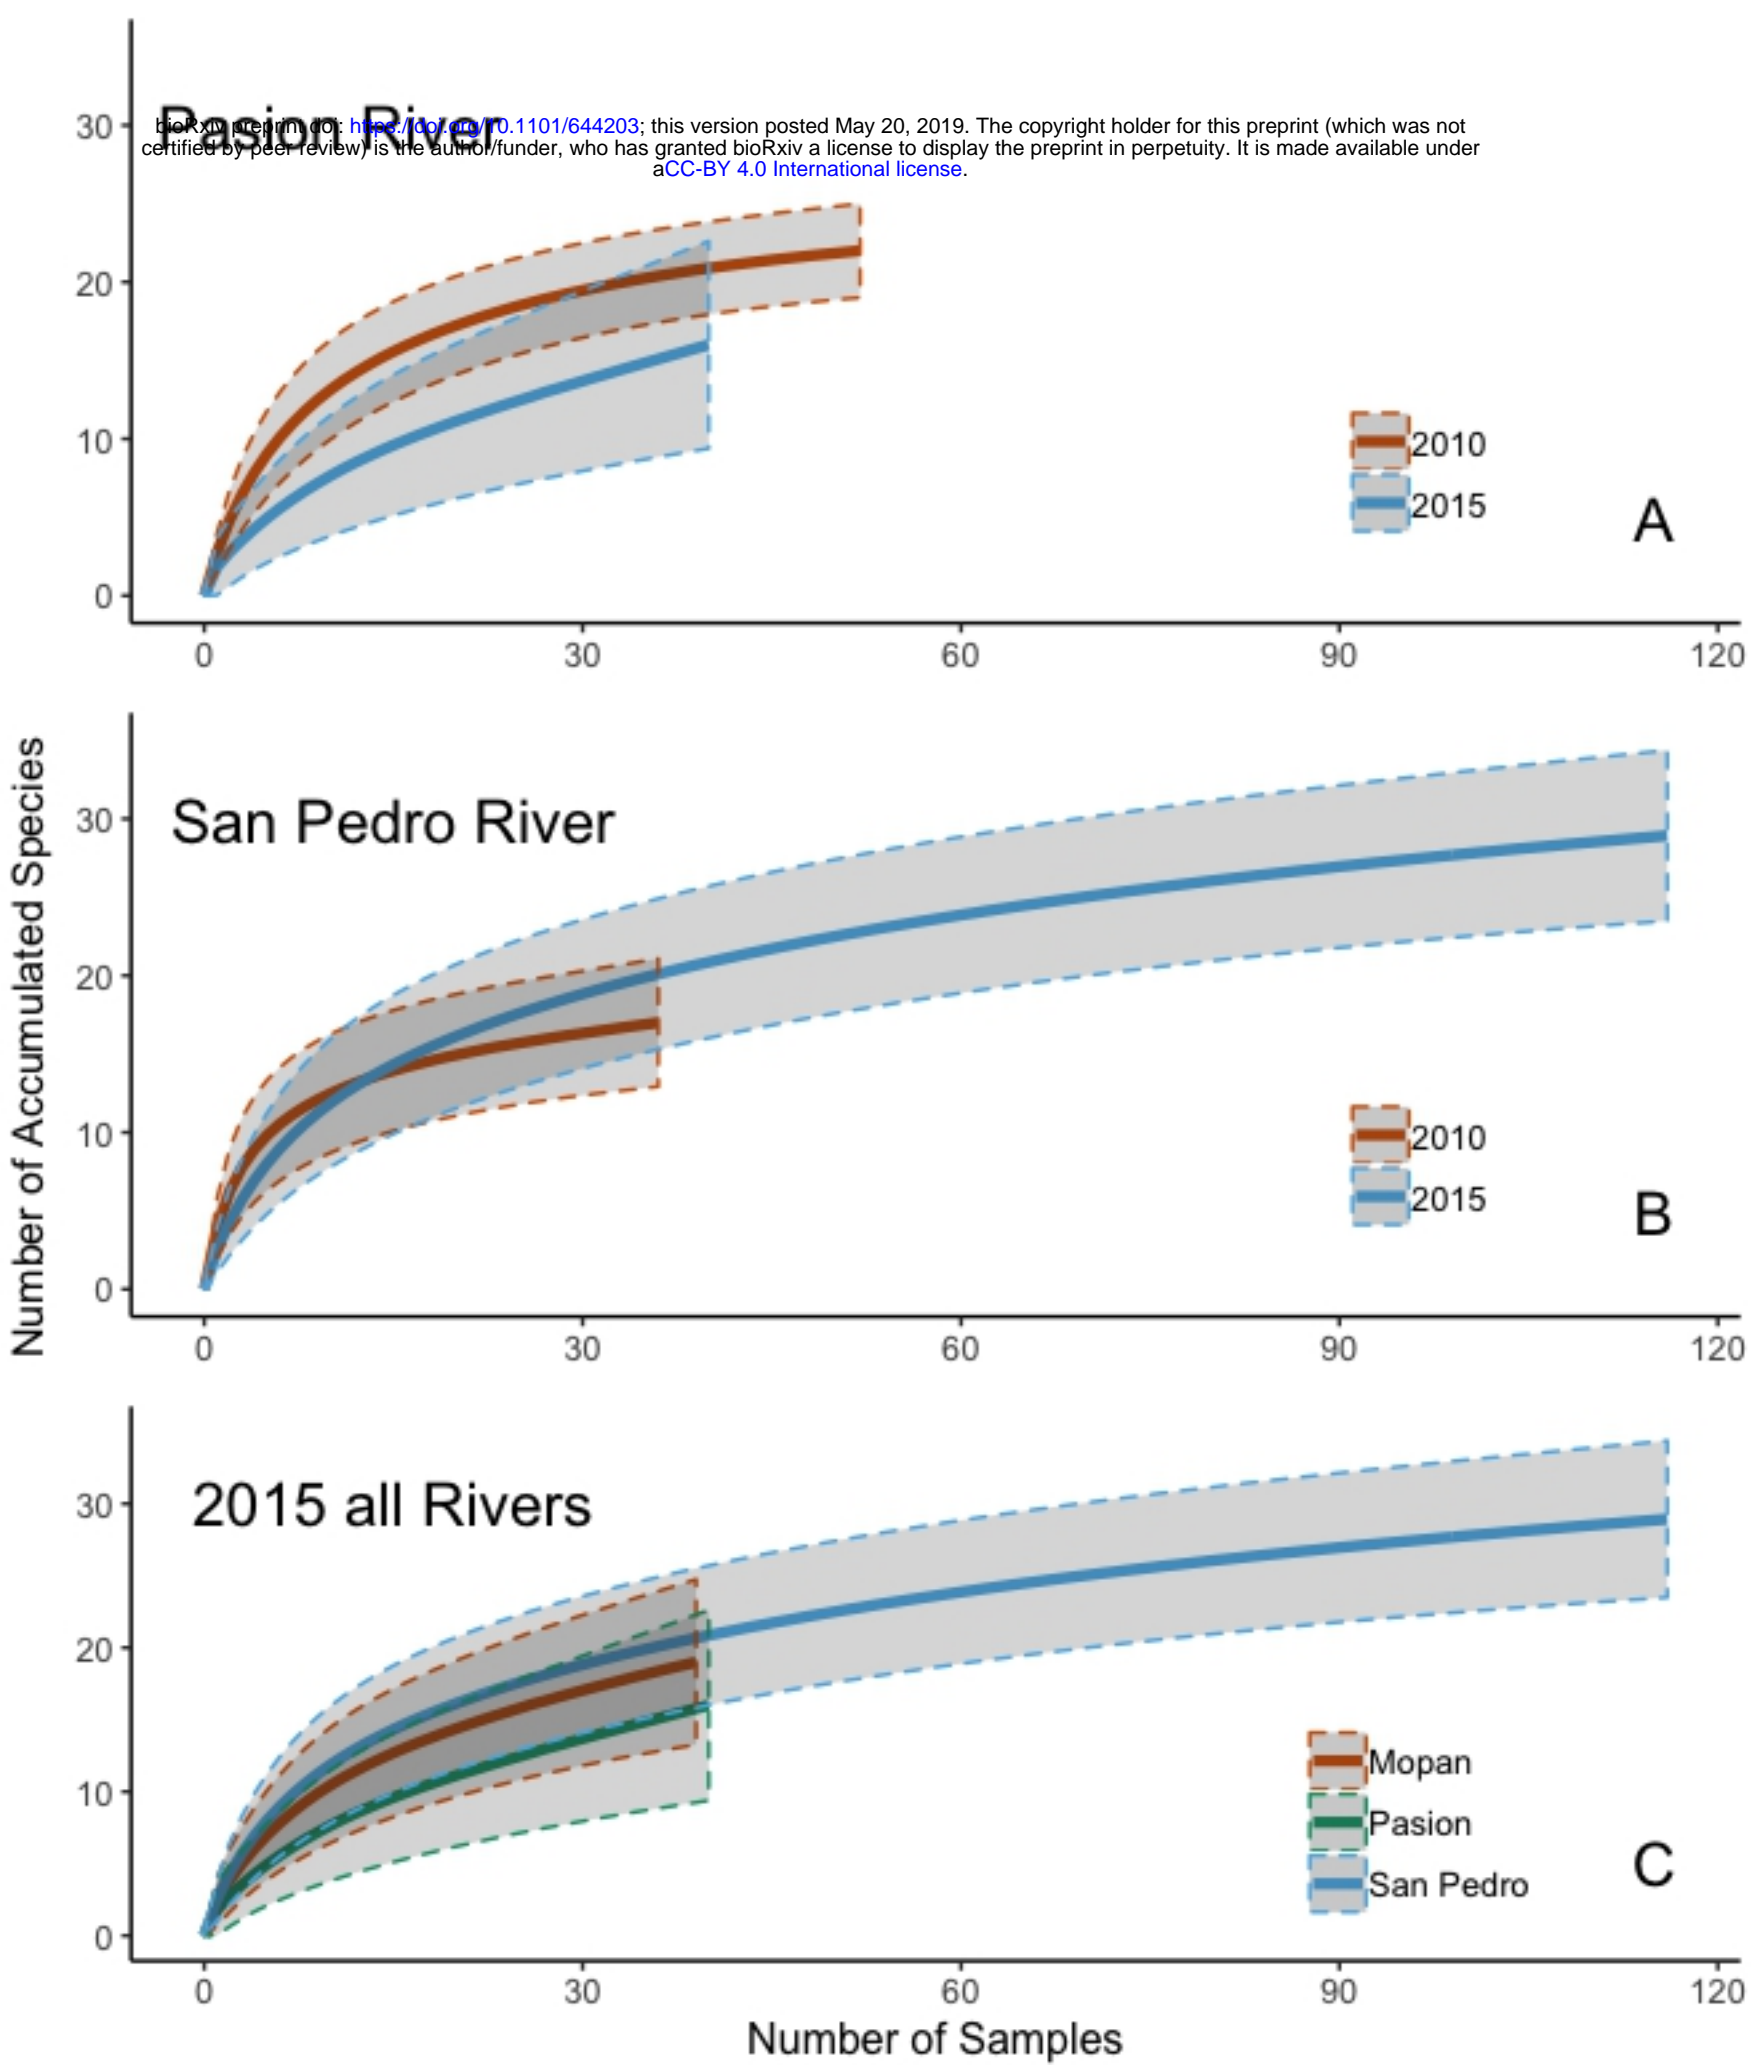 30
Pasion River
bioRxiv preprint doi: https://doi.org/10.1101/644203; this version posted May 20, 2019. The copyright holder for this preprint (which was not
certified by peer review) is the author/funder, who has granted bioRxiv a license to display the preprint in perpetuity. It is made available under
aCC-BY 4.0 International license.
20
10
0
2010
2015
A
0 30 60 90 120
Number of Accumulated Species
San Pedro River
30
20
10
0
2010
2015
B
0 30 60 90 120
2015 all Rivers
30
20
10
0
Mopan
Pasion
San Pedro
C
0 30 60 90 120
Number of Samples